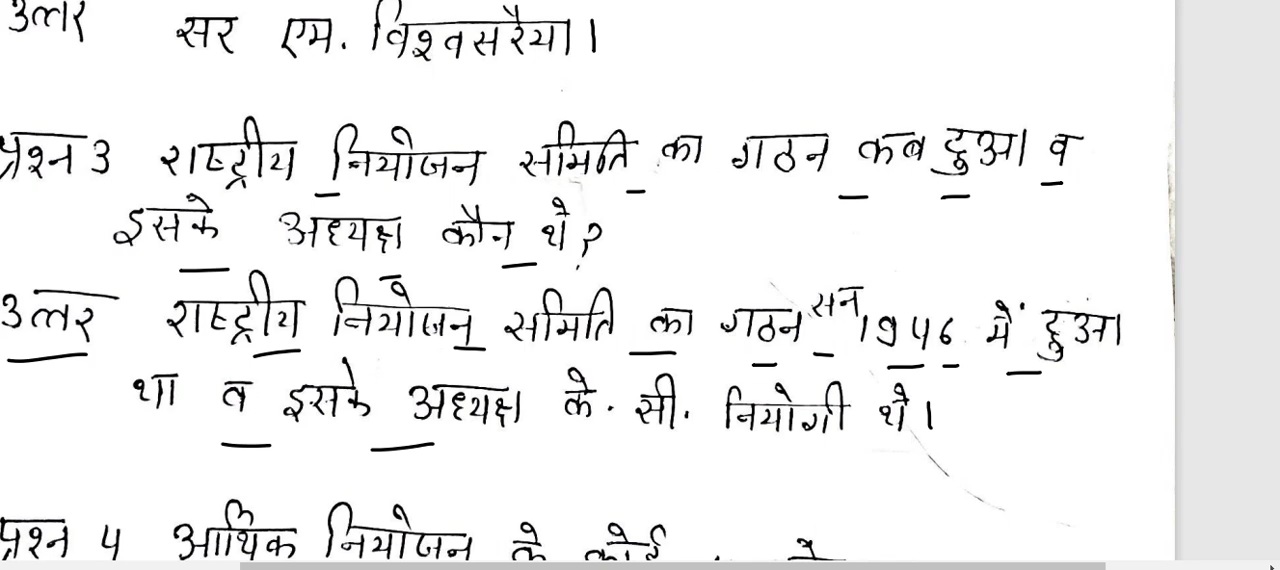 उत्तर सर एम. विश्वसरैया।
प्रश्न 3 राष्ट्रीय नियोजन समिति का गठन कब हुआ व
इसके अध्यक्ष कौन थे?
उत्तर राष्ट्रीय नियोजन समिति का गठन सन 1946 में हुआ
था व इसके अध्यक्ष के. सी. नियोगी थे।
प्रश्न 4 आर्थिक नियोजन के कोई